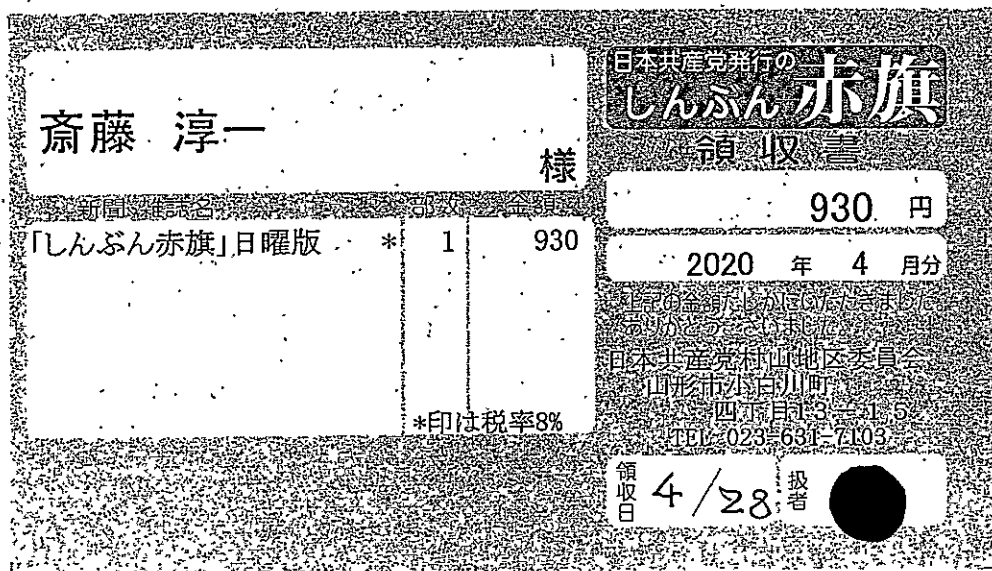 斎藤 淳一
様
新聞・雑誌名 部数 金額
「しんぶん赤旗」日曜版 * 1 930
*印は税率8%
日本共産党発行の
しんぶん赤旗
領収書
930 円
2020 年 4 月分
上記の金額たしかにいただきました
ありがとうございました
日本共産党村山地区委員会
山形市小白川町
四丁目13-15
TEL 023-631-7103
領収日 4/28 扱者